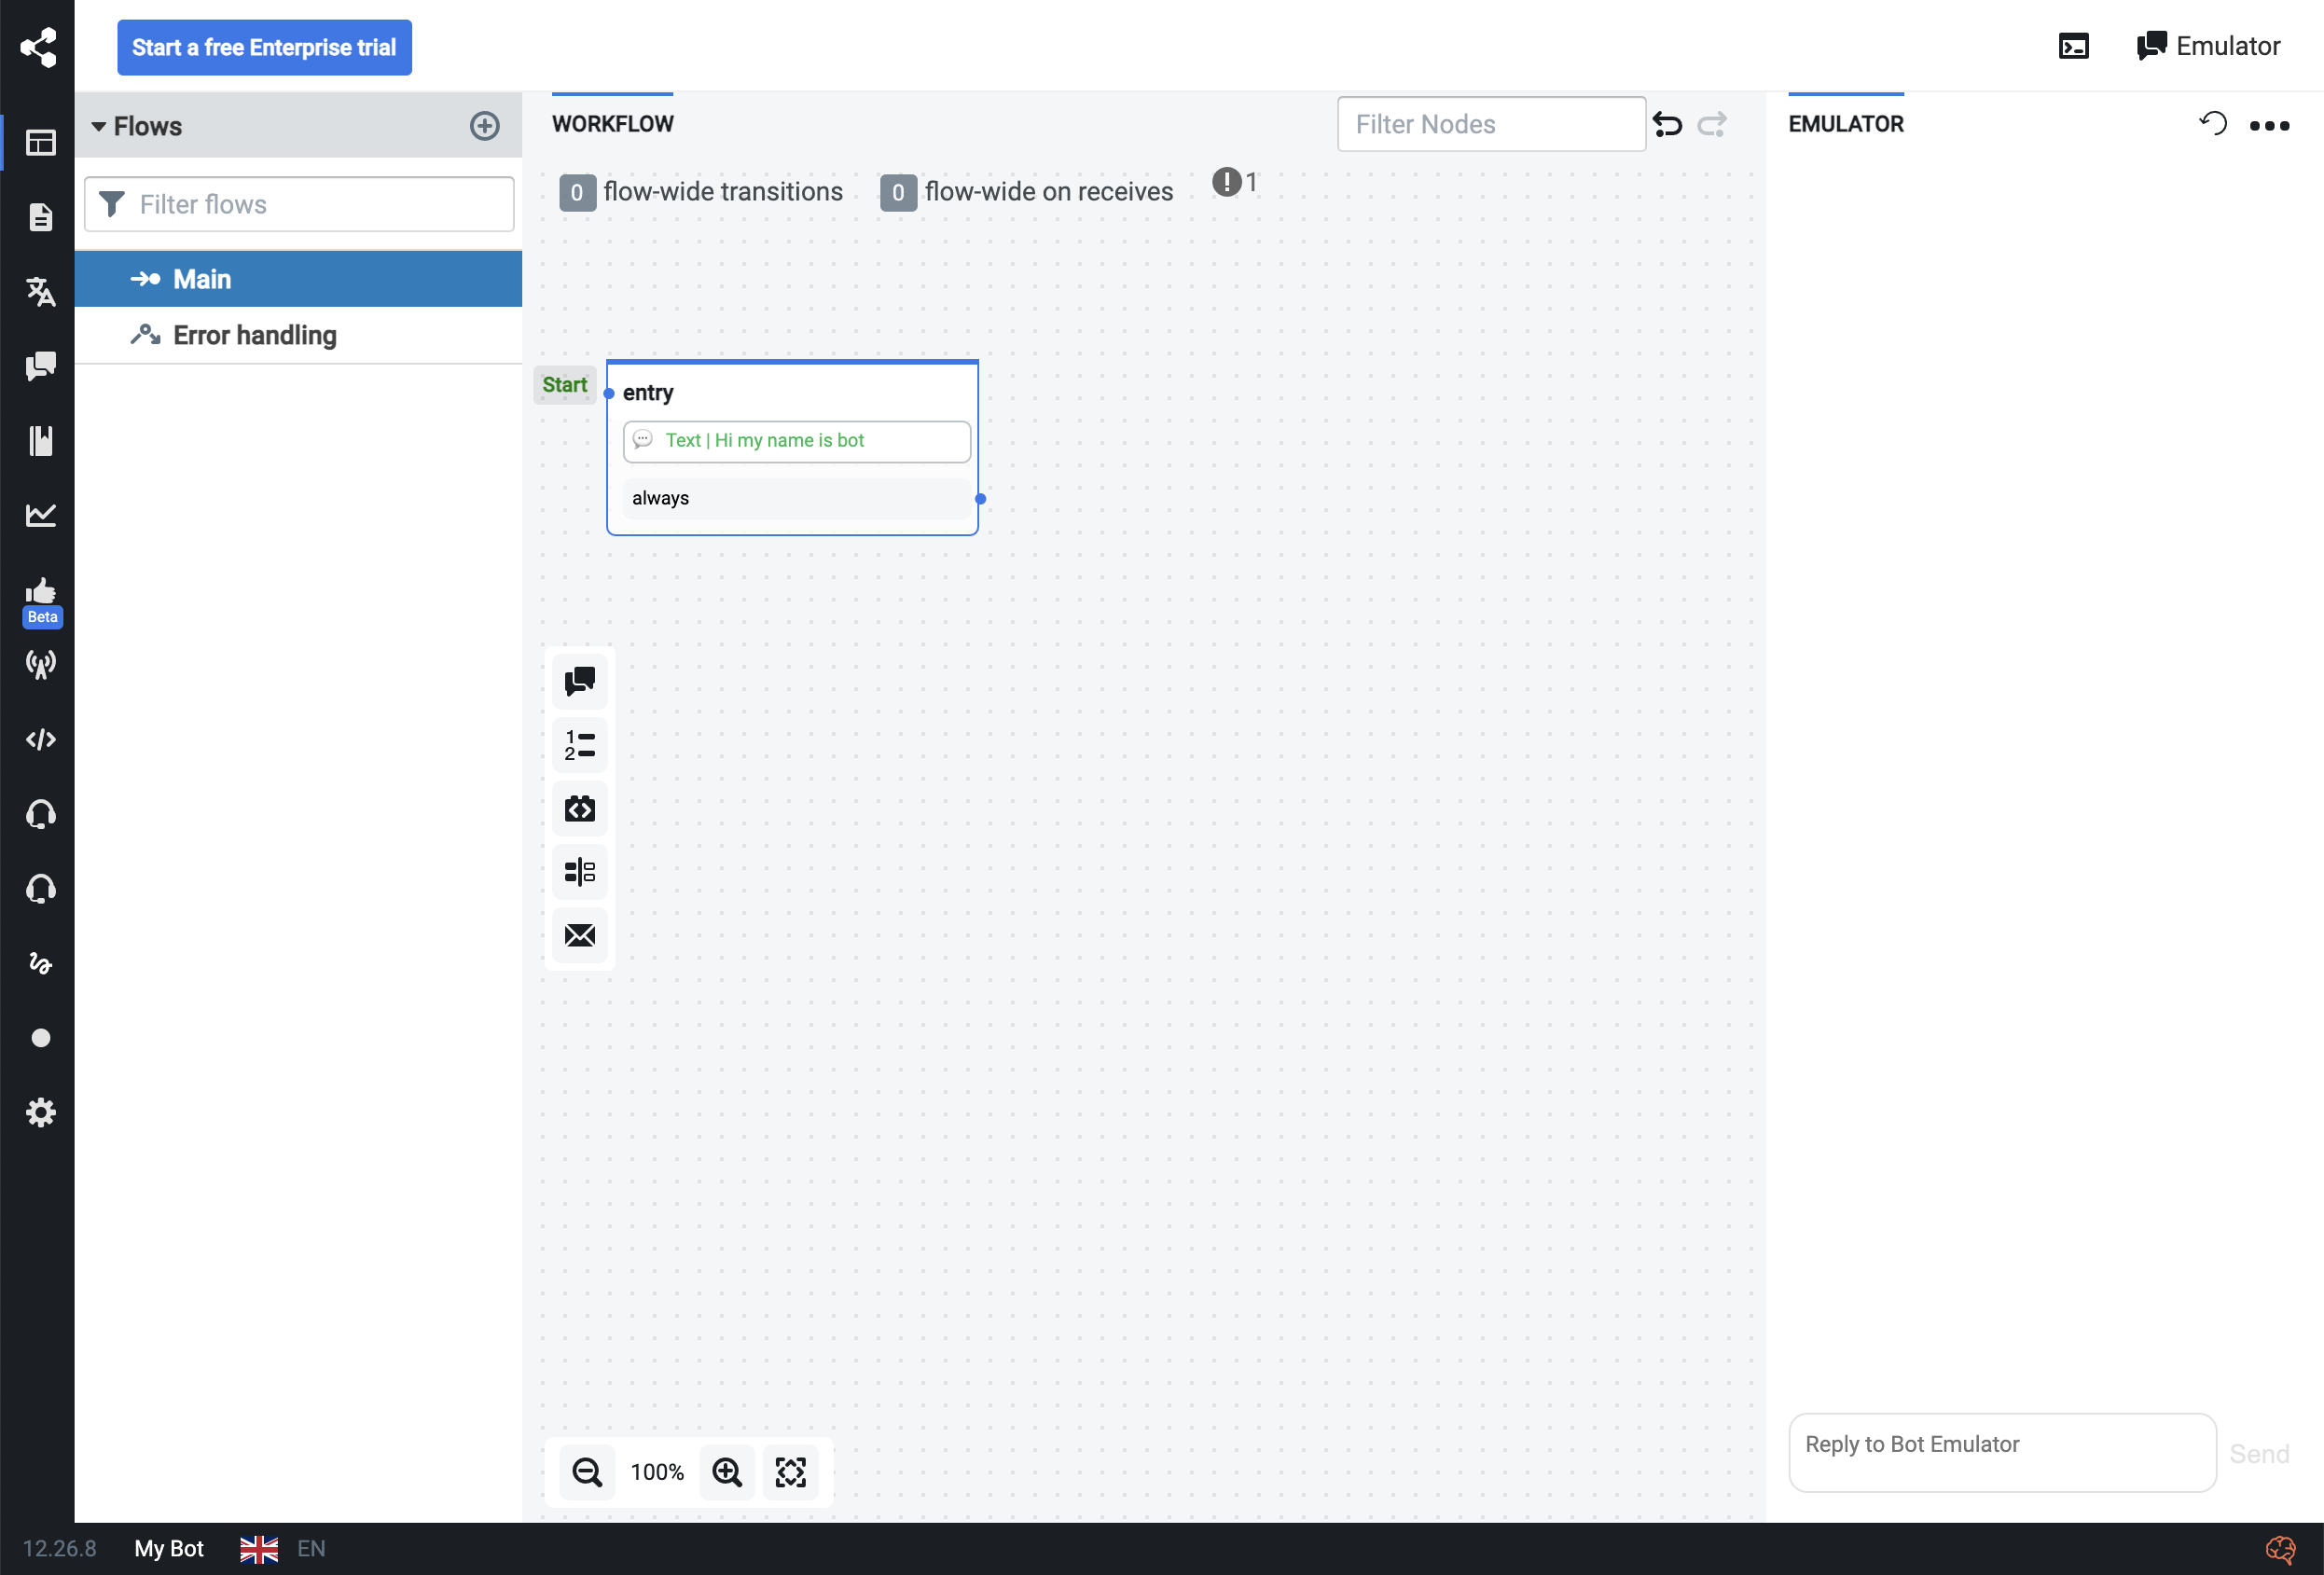 Start a free Enterprise trial
Emulator
Flows
WORKFLOW
Filter Nodes
EMULATOR
0 flow-wide transitions 0 flow-wide on receives 1
Filter flows
Main
Error handling
Start
entry
Text | Hi my name is bot
always
Beta
1
2
100%
Reply to Bot Emulator
Send
12.26.8 My Bot EN